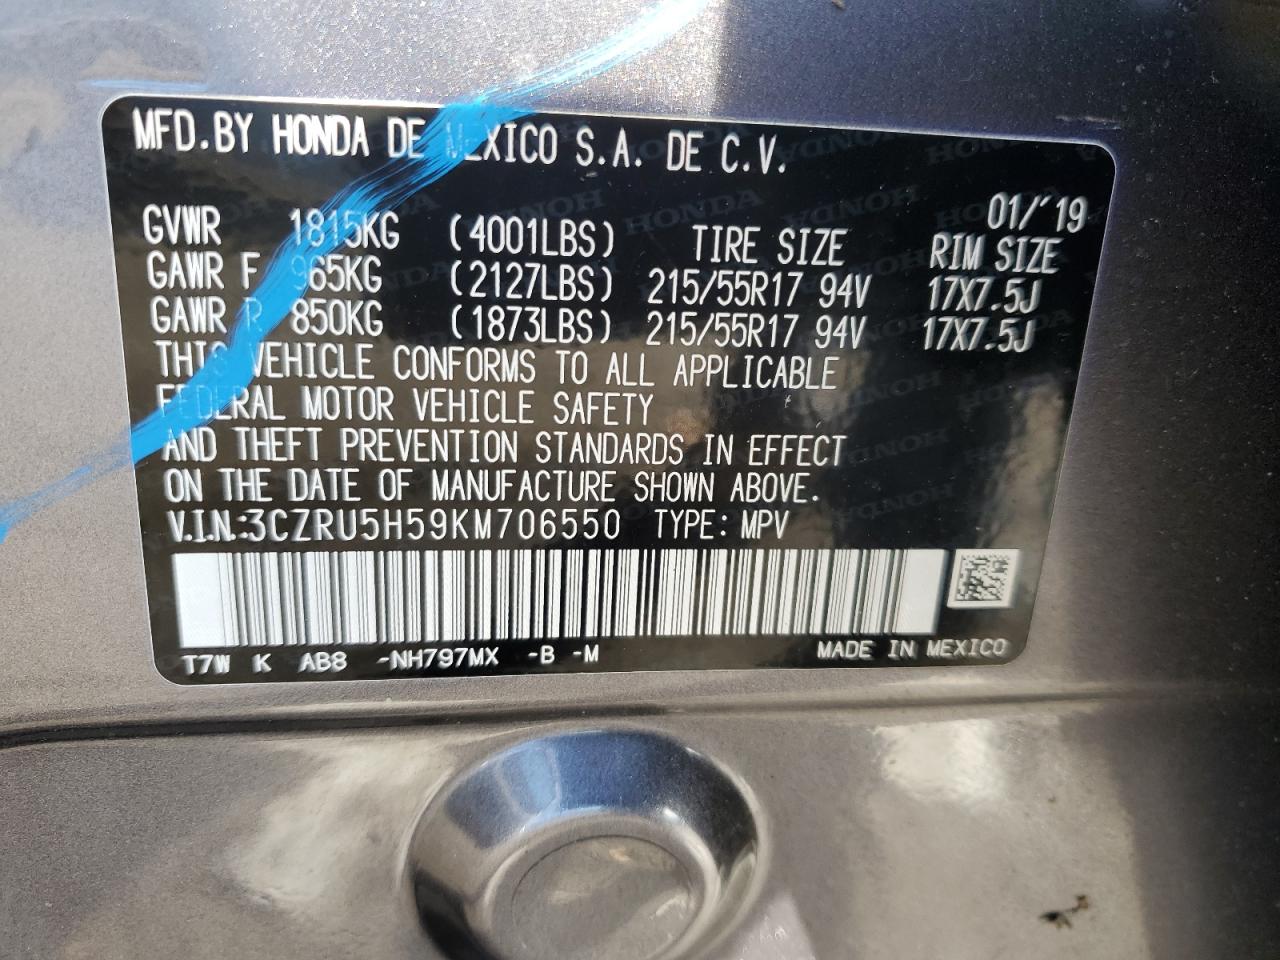 MFD.BY HONDA DE MEXICO S.A. DE C.V.
01/'19
GVWR 1815KG (4001LBS) TIRE SIZE RIM SIZE
GAWR F 965KG (2127LBS) 215/55R17 94V 17X7.5J
GAWR R 850KG (1873LBS) 215/55R17 94V 17X7.5J
THIS VEHICLE CONFORMS TO ALL APPLICABLE
FEDERAL MOTOR VEHICLE SAFETY
AND THEFT PREVENTION STANDARDS IN EFFECT
ON THE DATE OF MANUFACTURE SHOWN ABOVE.
V.I.N.:3CZRU5H59KM706550 TYPE: MPV
T7W K AB8 -NH797MX -B -M MADE IN MEXICO